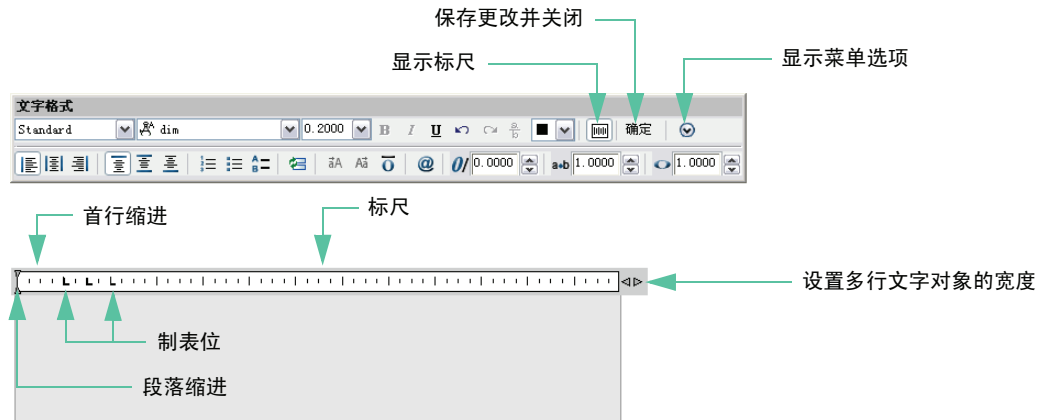 保存更改并关闭
显示标尺
显示菜单选项
文字格式
Standard dim 0.2000 B I U a/b 确定
āA Aā O @ 0/ 0.0000 a•b 1.0000 1.0000
首行缩进
标尺
设置多行文字对象的宽度
制表位
段落缩进